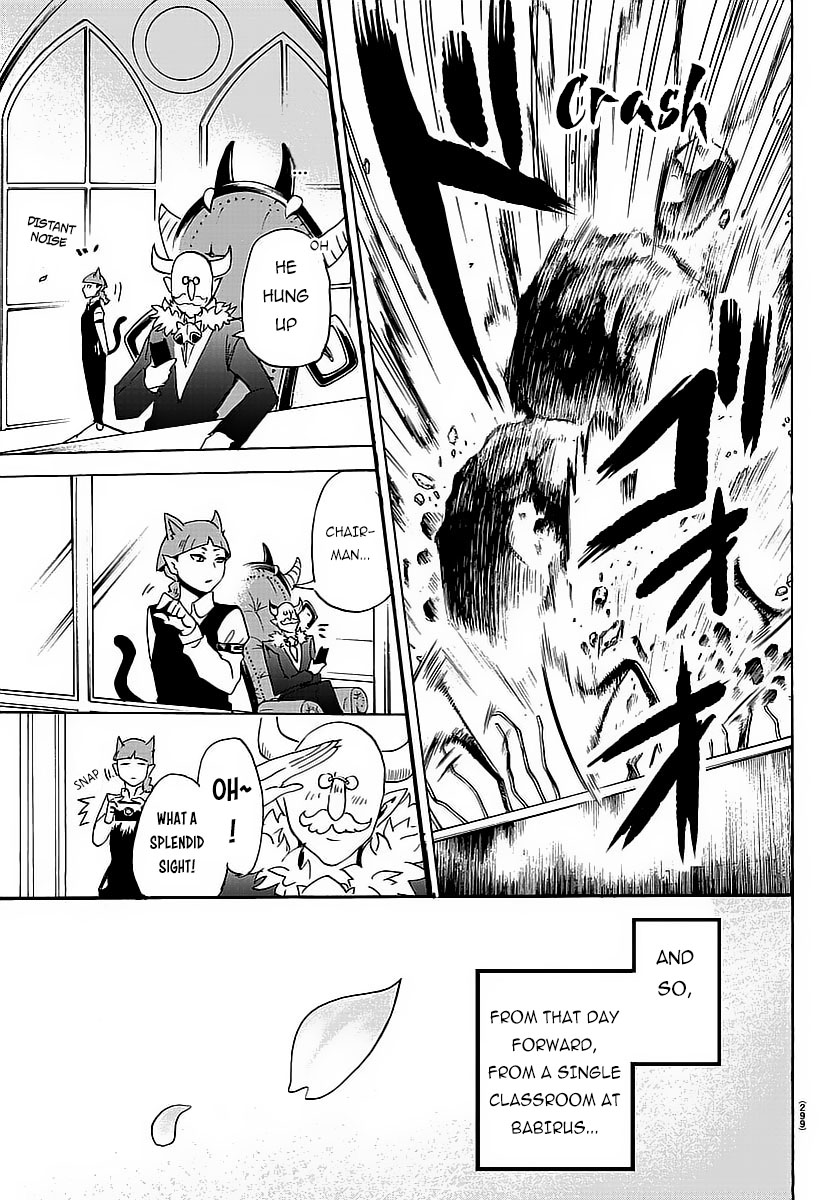 Crash
ドゴォォ
...
OH
HE
HUNG
UP
DISTANT
NOISE
CHAIR-
MAN...
OH~
!
WHAT A
SPLENDID
SIGHT!
SNAP
AND
SO,
FROM THAT DAY
FORWARD,
FROM A SINGLE
CLASSROOM AT
BABIRUS...
(299)